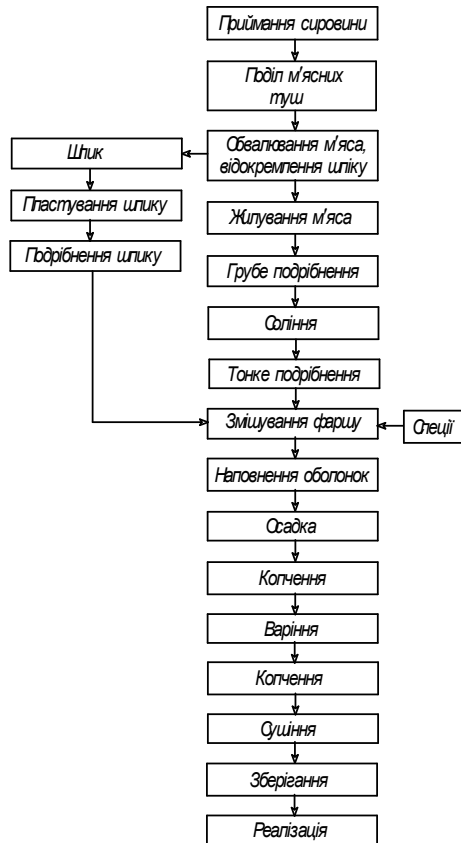 Приймання сировини
Поділ м'ясних
туш
Обвалювання м'яса,
відокремлення шпіку
Шпик
Пластування шпику
Подрібнення шпику
Жилування м'яса
Грубе подрібнення
Соління
Тонке подрібнення
Змішування фаршу
Спеції
Наповнення оболонок
Осадка
Копчення
Варіння
Копчення
Сушіння
Зберігання
Реалізація